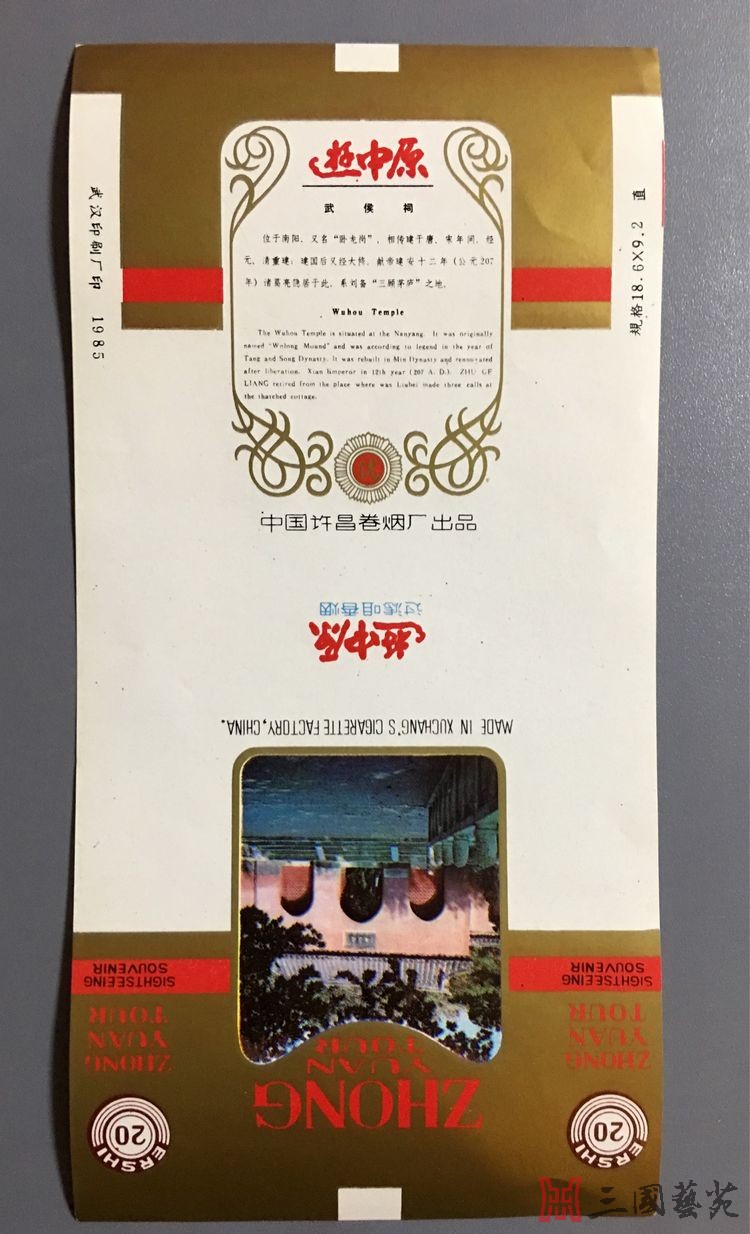 遊中原
武侯祠
位于南阳、又名“卧龙岗”，相传建于唐、宋年间，经
元、清重建；建国后又经大修。献帝建安十二年（公元207
年）诸葛亮隐居于此，系刘备“三顾茅庐”之地。
Wuhou Temple
The Wuhou Temple is situated at the Nanyang. It was originally
named "Wolong Mound" and was according to legend in the year of
Tang and Song Dynasty. It was rebuilt in Min Dynasty and
after liberation. Xian Emperor in 12th year (207 A. D.). ZHU GE
LIANG retired from the place where was Liubei made three calls at
the thatched cottage.
中国许昌卷烟厂出品
武汉印刷厂印 1985
规格18.6×9.2 直
过滤咀香烟
遊中原
MADE IN XUCHANG'S CIGARETTE FACTORY, CHINA.
SIGHTSEEING
SOUVENIR
SIGHTSEEING
SOUVENIR
ZHONG
YUAN
TOUR
ZHONG
YUAN
TOUR
ZHONG
YUAN
TOUR
20
ERSHI
20
ERSHI
三國藝苑